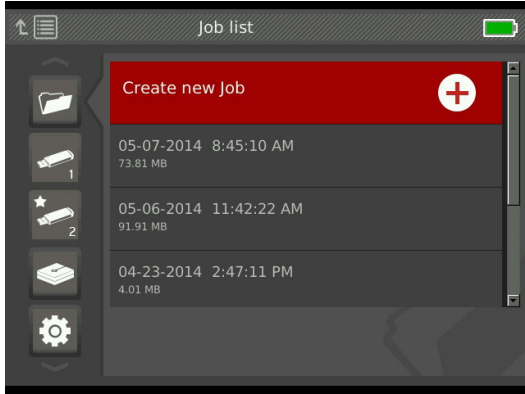 Job list
Create new Job
05-07-2014 8:45:10 AM
73.81 MB
1
05-06-2014 11:42:22 AM
91.91 MB
2
04-23-2014 2:47:11 PM
4.01 MB